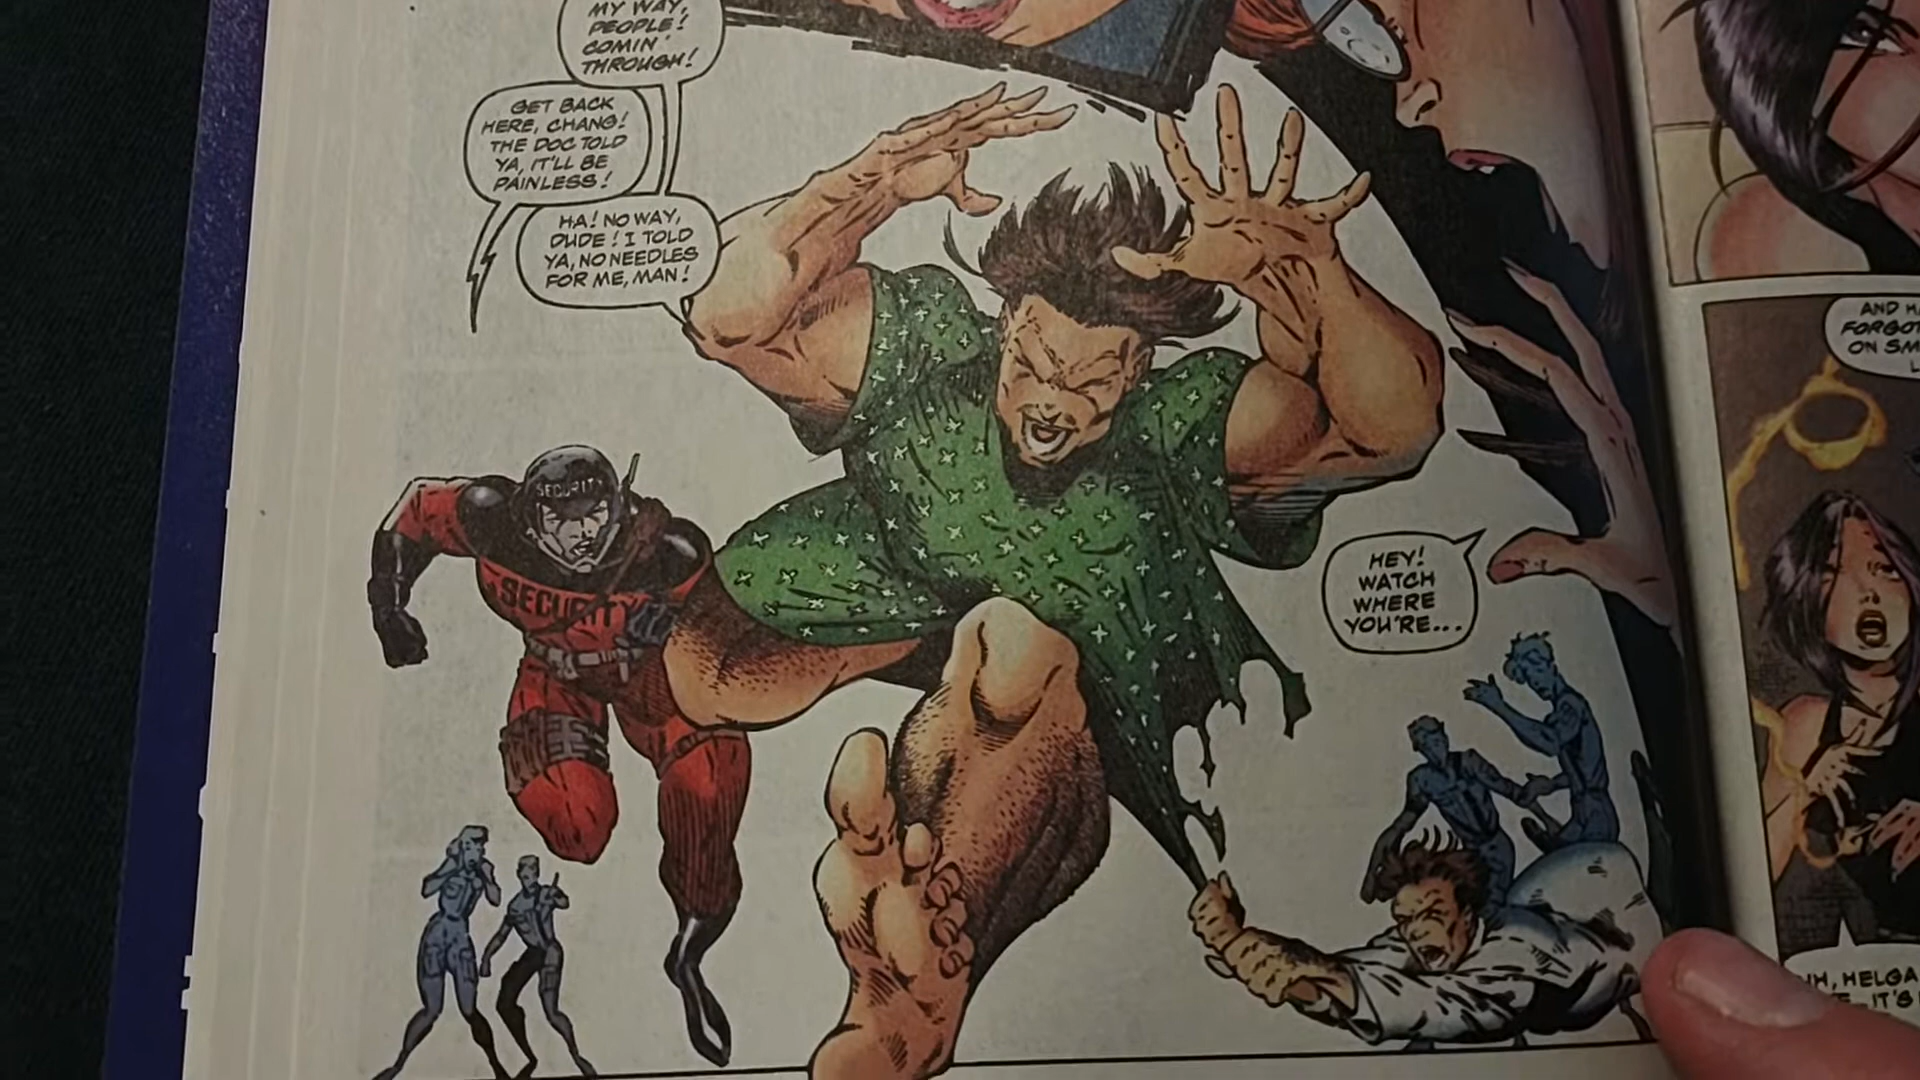 MY WAY,
PEOPLE!
COMIN'
THROUGH!
GET BACK
HERE, CHANG!
THE DOC TOLD
YA, IT'LL BE
PAINLESS!
HA! NO WAY,
DUDE! I TOLD
YA, NO NEEDLES
FOR ME, MAN!
SECURITY
SECURITY
HEY!
WATCH
WHERE
YOU'RE...
AND
ON
HELGA
IT'S